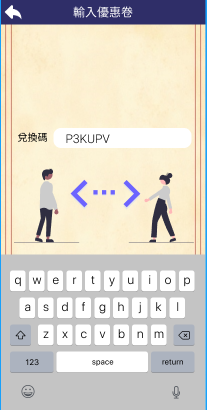 輸入優惠卷
兌換碼 P3KUPV
q w e r t y u i o p
a s d f g h j k l
z x c v b n m
123 space return